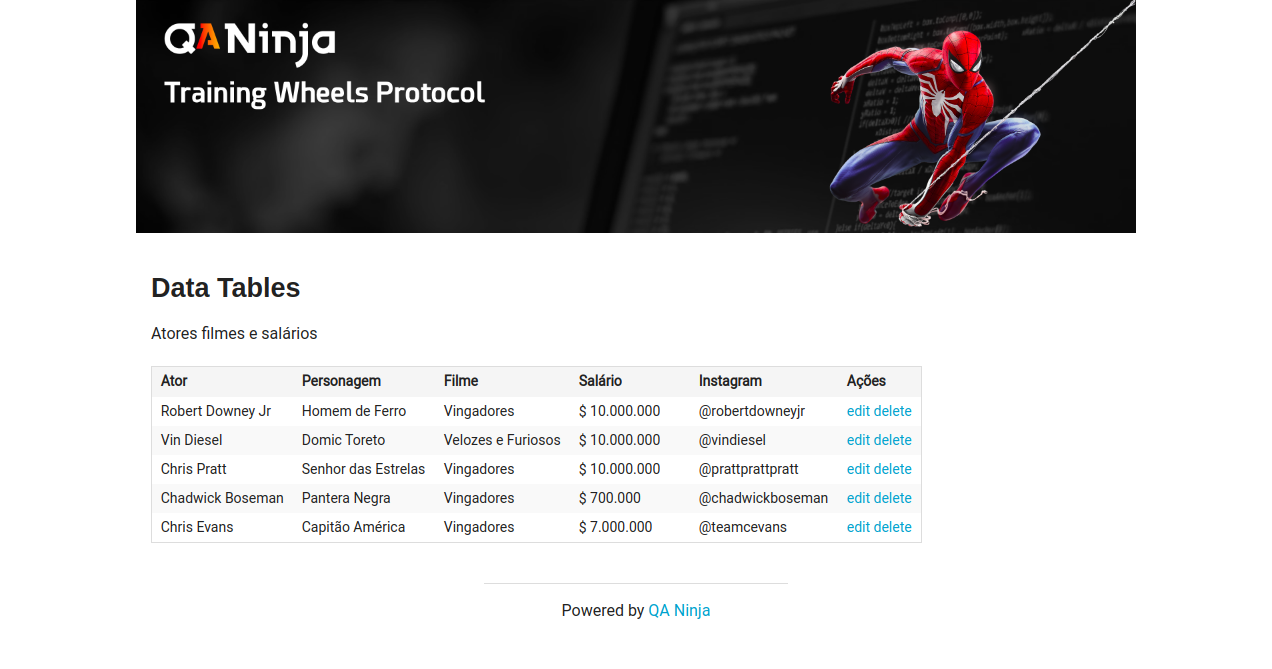 QANinja
Training Wheels Protocol
Data Tables
Atores filmes e salários
Ator Personagem Filme Salário Instagram Ações
Robert Downey Jr Homem de Ferro Vingadores $ 10.000.000 @robertdowneyjr edit delete
Vin Diesel Domic Toreto Velozes e Furiosos $ 10.000.000 @vindiesel edit delete
Chris Pratt Senhor das Estrelas Vingadores $ 10.000.000 @prattprattpratt edit delete
Chadwick Boseman Pantera Negra Vingadores $ 700.000 @chadwickboseman edit delete
Chris Evans Capitão América Vingadores $ 7.000.000 @teamcevans edit delete
Powered by QA Ninja